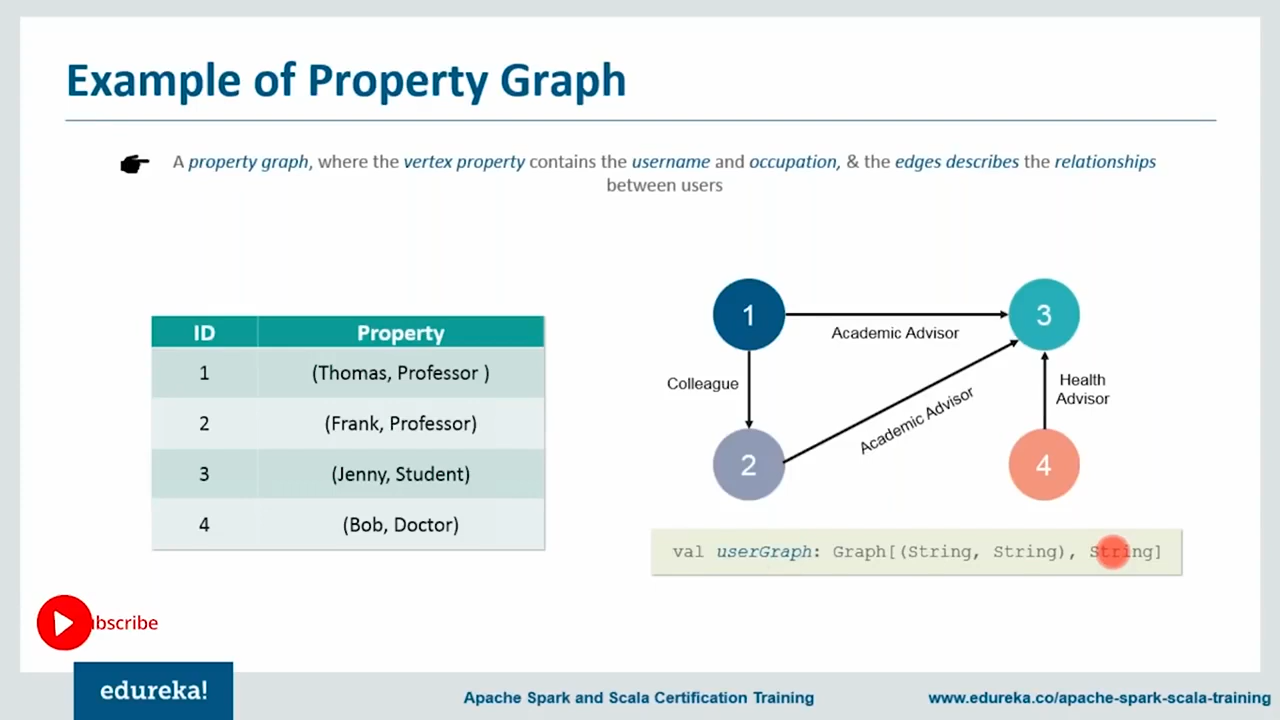 Example of Property Graph
A property graph, where the vertex property contains the username and occupation, & the edges describes the relationships
between users
ID Property
1 (Thomas, Professor )
2 (Frank, Professor)
3 (Jenny, Student)
4 (Bob, Doctor)
1
3
Academic Advisor
Colleague
Health
Advisor
Academic Advisor
2
4
val userGraph: Graph[(String, String), String]
ubscribe
edureka!
Apache Spark and Scala Certification Training
www.edureka.co/apache-spark-scala-training